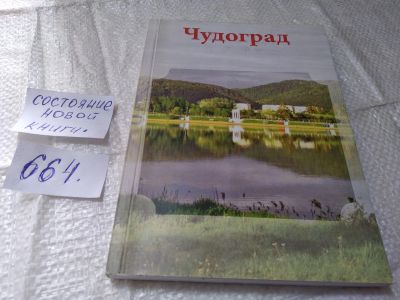 Чудоград
состояние
новой
книги.
664.